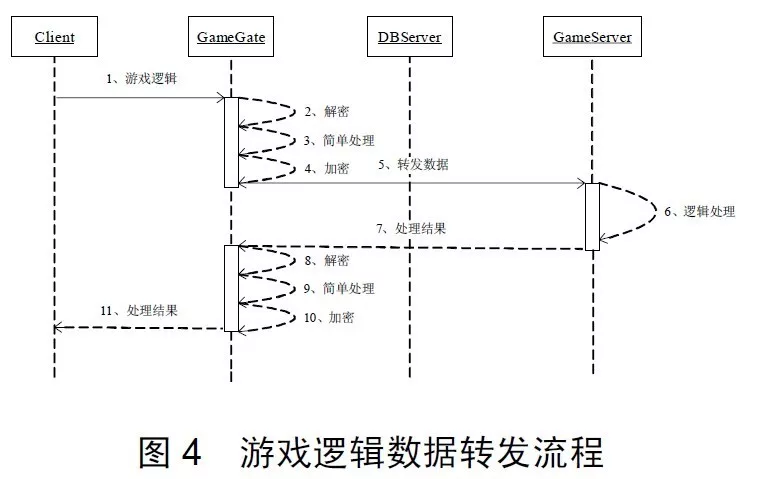 Client
GameGate
DBServer
GameServer
1、游戏逻辑
2、解密
3、简单处理
4、加密
5、转发数据
6、逻辑处理
7、处理结果
8、解密
9、简单处理
10、加密
11、处理结果
图 4 游戏逻辑数据转发流程